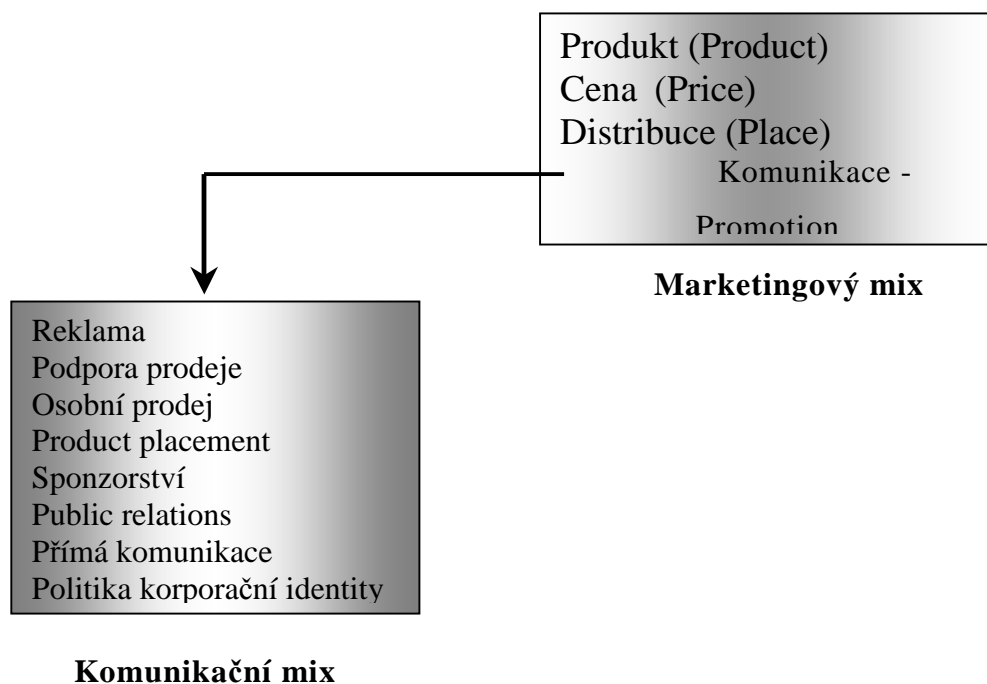 Produkt (Product)
Cena (Price)
Distribuce (Place)
Komunikace -
Promotion
Marketingový mix
Reklama
Podpora prodeje
Osobní prodej
Product placement
Sponzorství
Public relations
Přímá komunikace
Politika korporační identity
Komunikační mix